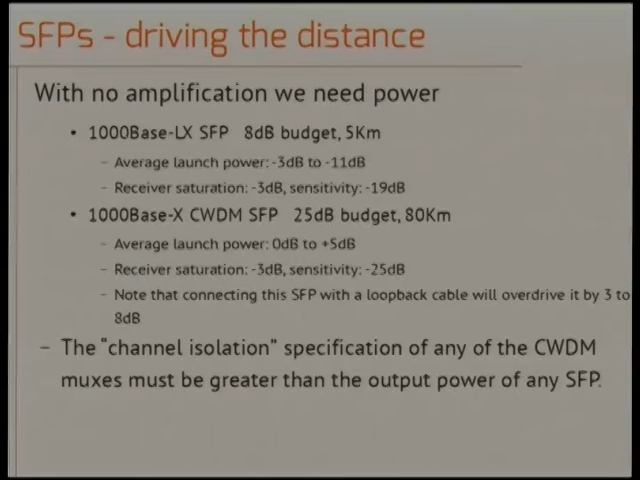 SFPs - driving the distance
With no amplification we need power
• 1000Base-LX SFP 8dB budget, 5Km
– Average launch power: -3dB to -11dB
– Receiver saturation: -3dB, sensitivity: -19dB
• 1000Base-X CWDM SFP 25dB budget, 80Km
– Average launch power: 0dB to +5dB
– Receiver saturation: -3dB, sensitivity: -25dB
– Note that connecting this SFP with a loopback cable will overdrive it by 3 to
8dB
– The “channel isolation” specification of any of the CWDM
muxes must be greater than the output power of any SFP.